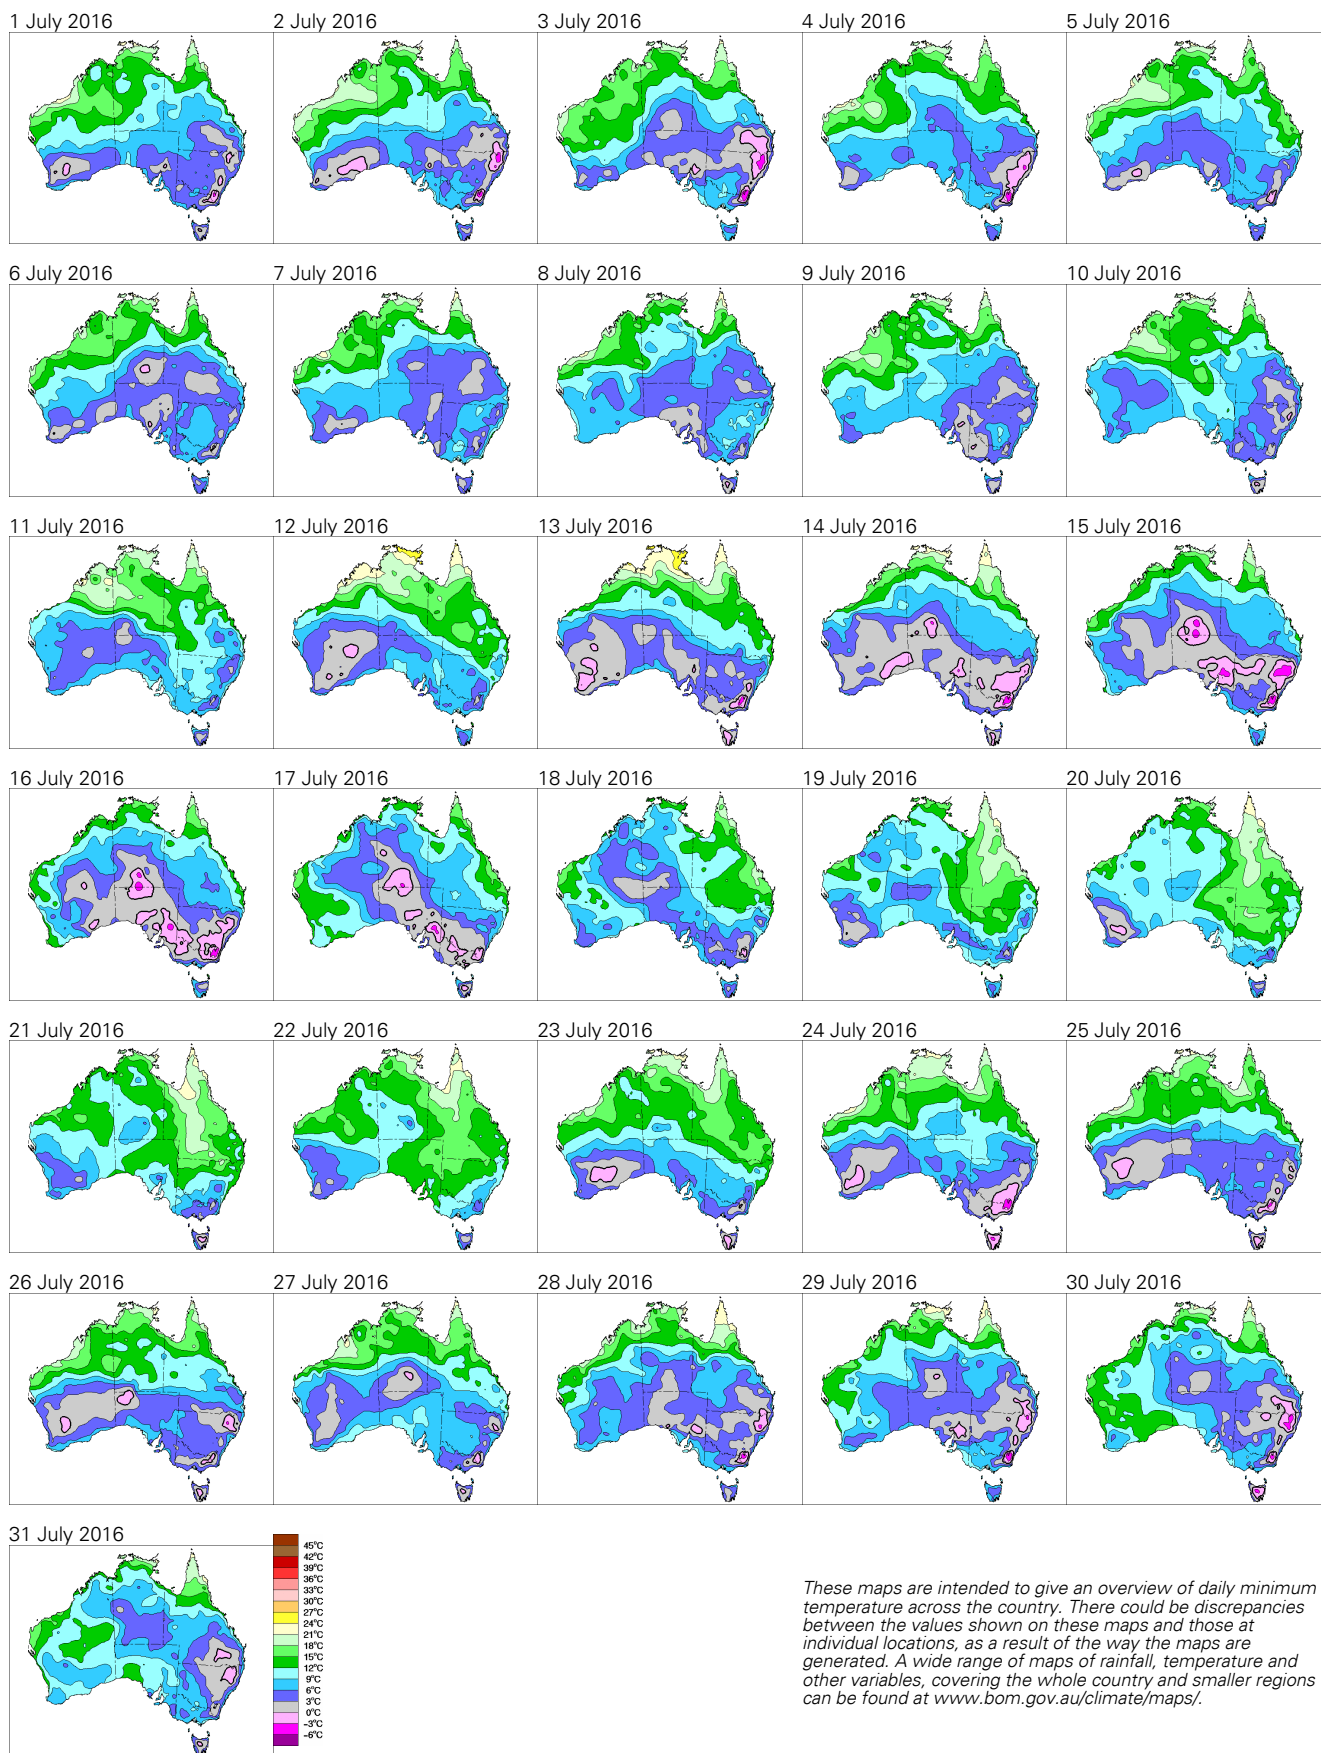 1 July 2016
2 July 2016
3 July 2016
4 July 2016
5 July 2016
6 July 2016
7 July 2016
8 July 2016
9 July 2016
10 July 2016
11 July 2016
12 July 2016
13 July 2016
14 July 2016
15 July 2016
16 July 2016
17 July 2016
18 July 2016
19 July 2016
20 July 2016
21 July 2016
22 July 2016
23 July 2016
24 July 2016
25 July 2016
26 July 2016
27 July 2016
28 July 2016
29 July 2016
30 July 2016
31 July 2016
45°C
42°C
39°C
36°C
33°C
30°C
27°C
24°C
21°C
18°C
15°C
12°C
9°C
6°C
3°C
0°C
-3°C
-6°C
These maps are intended to give an overview of daily minimum
temperature across the country. There could be discrepancies
between the values shown on these maps and those at
individual locations, as a result of the way the maps are
generated. A wide range of maps of rainfall, temperature and
other variables, covering the whole country and smaller regions
can be found at www.bom.gov.au/climate/maps/.